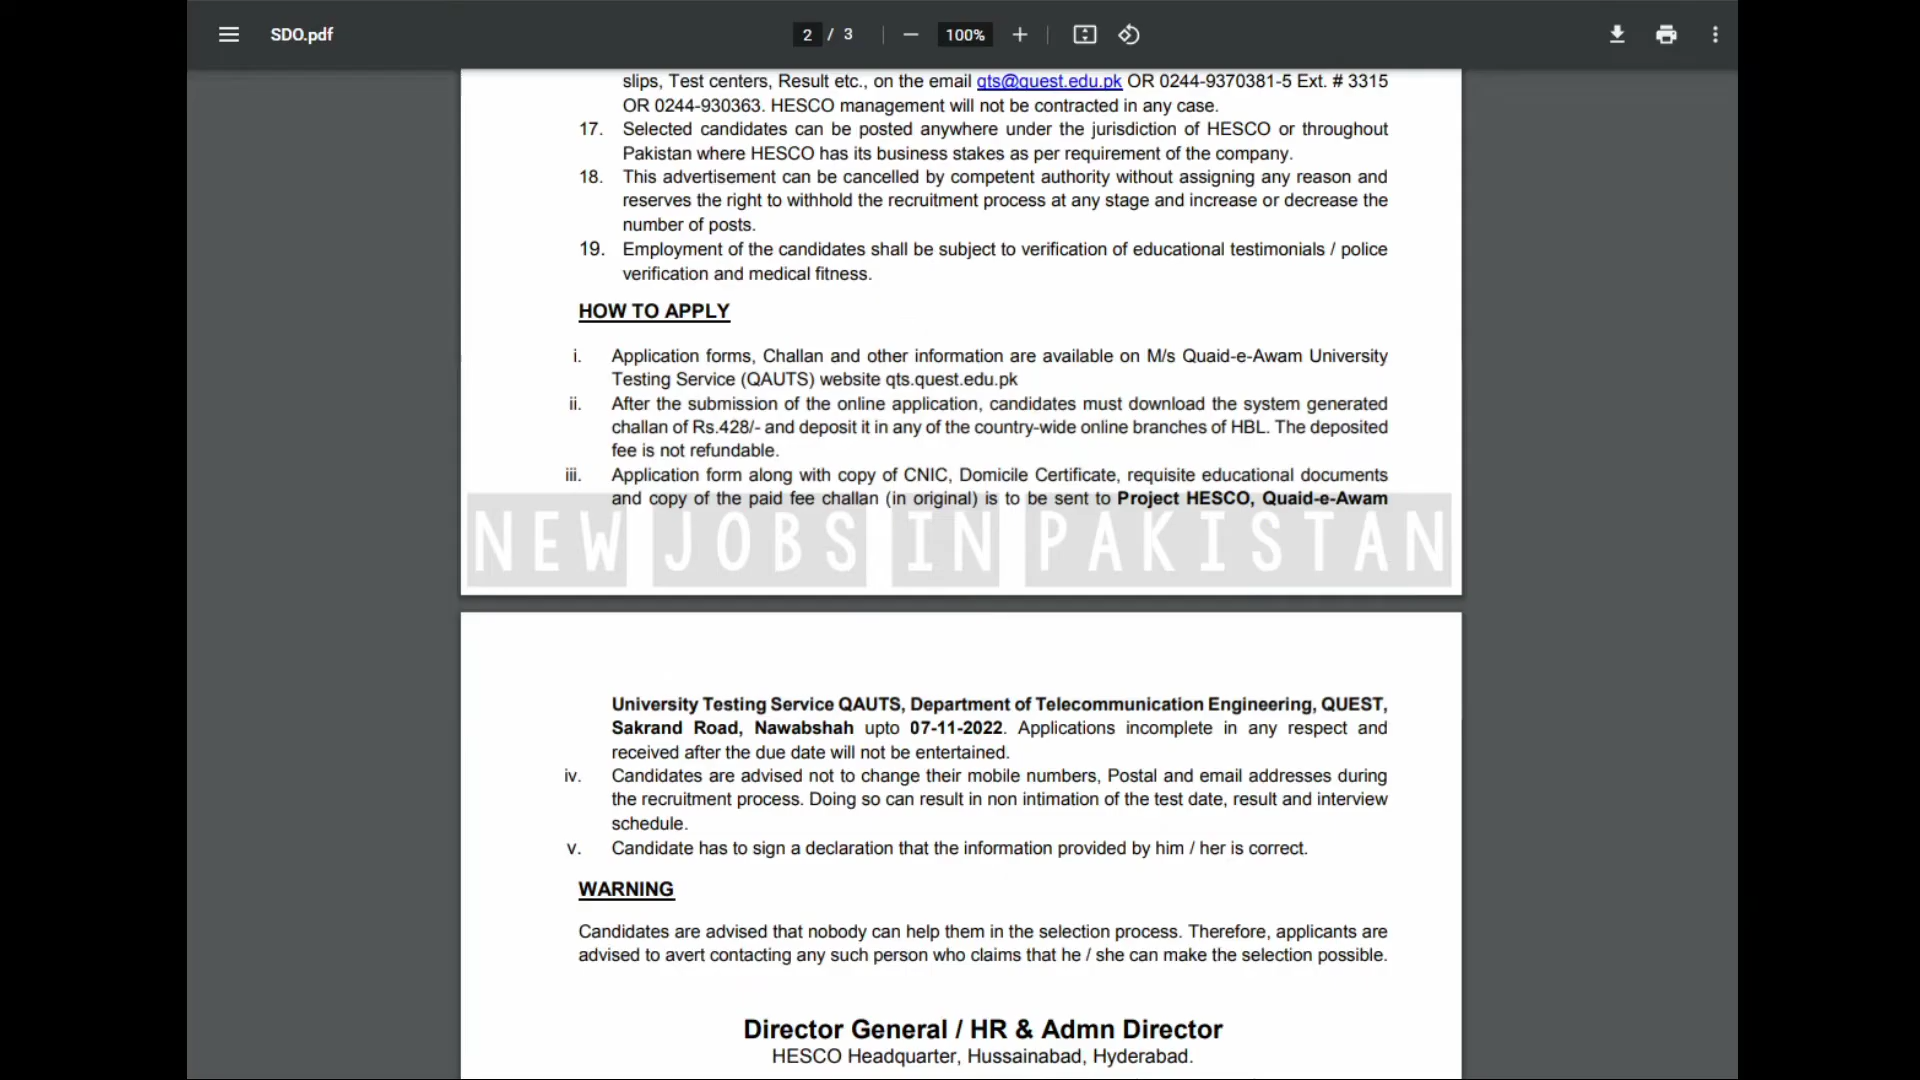 SDO.pdf
2 / 3
100%
slips, Test centers, Result etc., on the email qts@quest.edu.pk OR 0244-9370381-5 Ext. # 3315
OR 0244-930363. HESCO management will not be contracted in any case.
17. Selected candidates can be posted anywhere under the jurisdiction of HESCO or throughout
Pakistan where HESCO has its business stakes as per requirement of the company.
18. This advertisement can be cancelled by competent authority without assigning any reason and
reserves the right to withhold the recruitment process at any stage and increase or decrease the
number of posts.
19. Employment of the candidates shall be subject to verification of educational testimonials / police
verification and medical fitness.
HOW TO APPLY
i. Application forms, Challan and other information are available on M/s Quaid-e-Awam University
Testing Service (QAUTS) website qts.quest.edu.pk
ii. After the submission of the online application, candidates must download the system generated
challan of Rs.428/- and deposit it in any of the country-wide online branches of HBL. The deposited
fee is not refundable.
iii. Application form along with copy of CNIC, Domicile Certificate, requisite educational documents
and copy of the paid fee challan (in original) is to be sent to Project HESCO, Quaid-e-Awam
NEW JOBS IN PAKISTAN
University Testing Service QAUTS, Department of Telecommunication Engineering, QUEST,
Sakrand Road, Nawabshah upto 07-11-2022. Applications incomplete in any respect and
received after the due date will not be entertained.
iv. Candidates are advised not to change their mobile numbers, Postal and email addresses during
the recruitment process. Doing so can result in non intimation of the test date, result and interview
schedule.
v. Candidate has to sign a declaration that the information provided by him / her is correct.
WARNING
Candidates are advised that nobody can help them in the selection process. Therefore, applicants are
advised to avert contacting any such person who claims that he / she can make the selection possible.
Director General / HR & Admn Director
HESCO Headquarter, Hussainabad, Hyderabad.